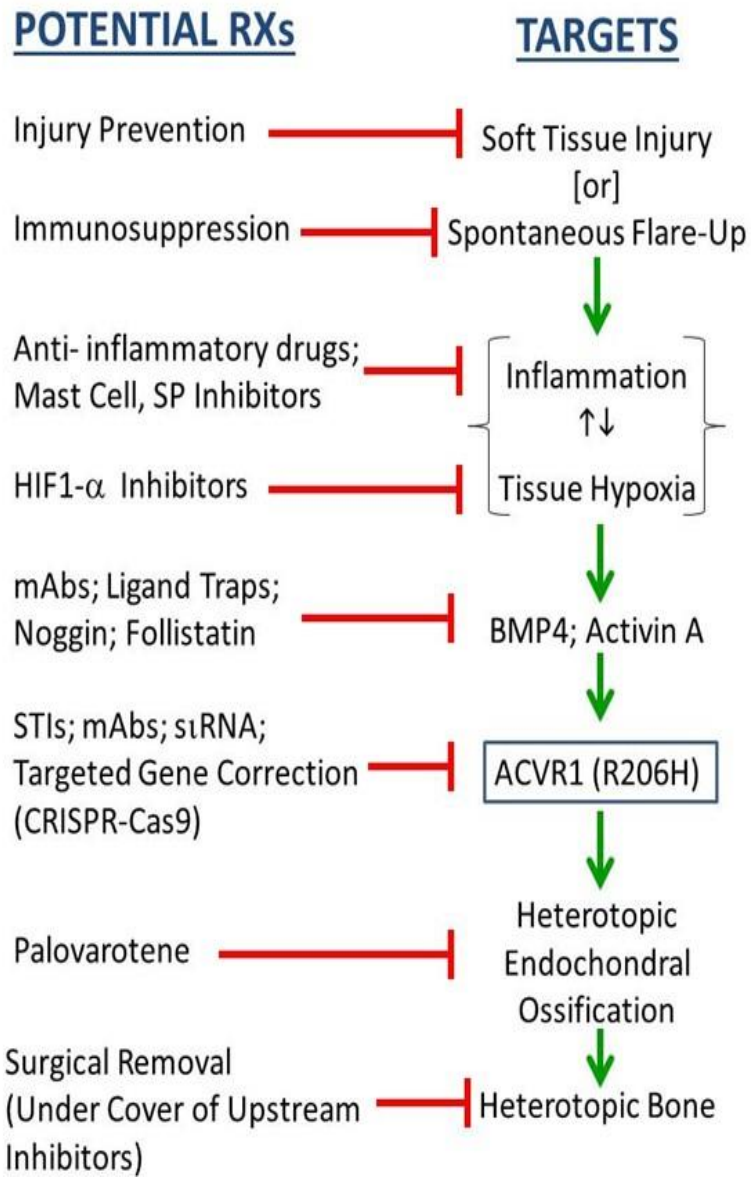 POTENTIAL RXs
TARGETS
Injury Prevention
Soft Tissue Injury
[or]
Immunosuppression
Spontaneous Flare-Up
Anti- inflammatory drugs;
Mast Cell, SP Inhibitors
Inflammation
↑↓
HIF1-α Inhibitors
Tissue Hypoxia
mAbs; Ligand Traps;
Noggin; Follistatin
BMP4; Activin A
STIs; mAbs; sιRNA;
Targeted Gene Correction
(CRISPR-Cas9)
ACVR1 (R206H)
Palovarotene
Heterotopic
Endochondral
Ossification
Surgical Removal
(Under Cover of Upstream
Inhibitors)
Heterotopic Bone